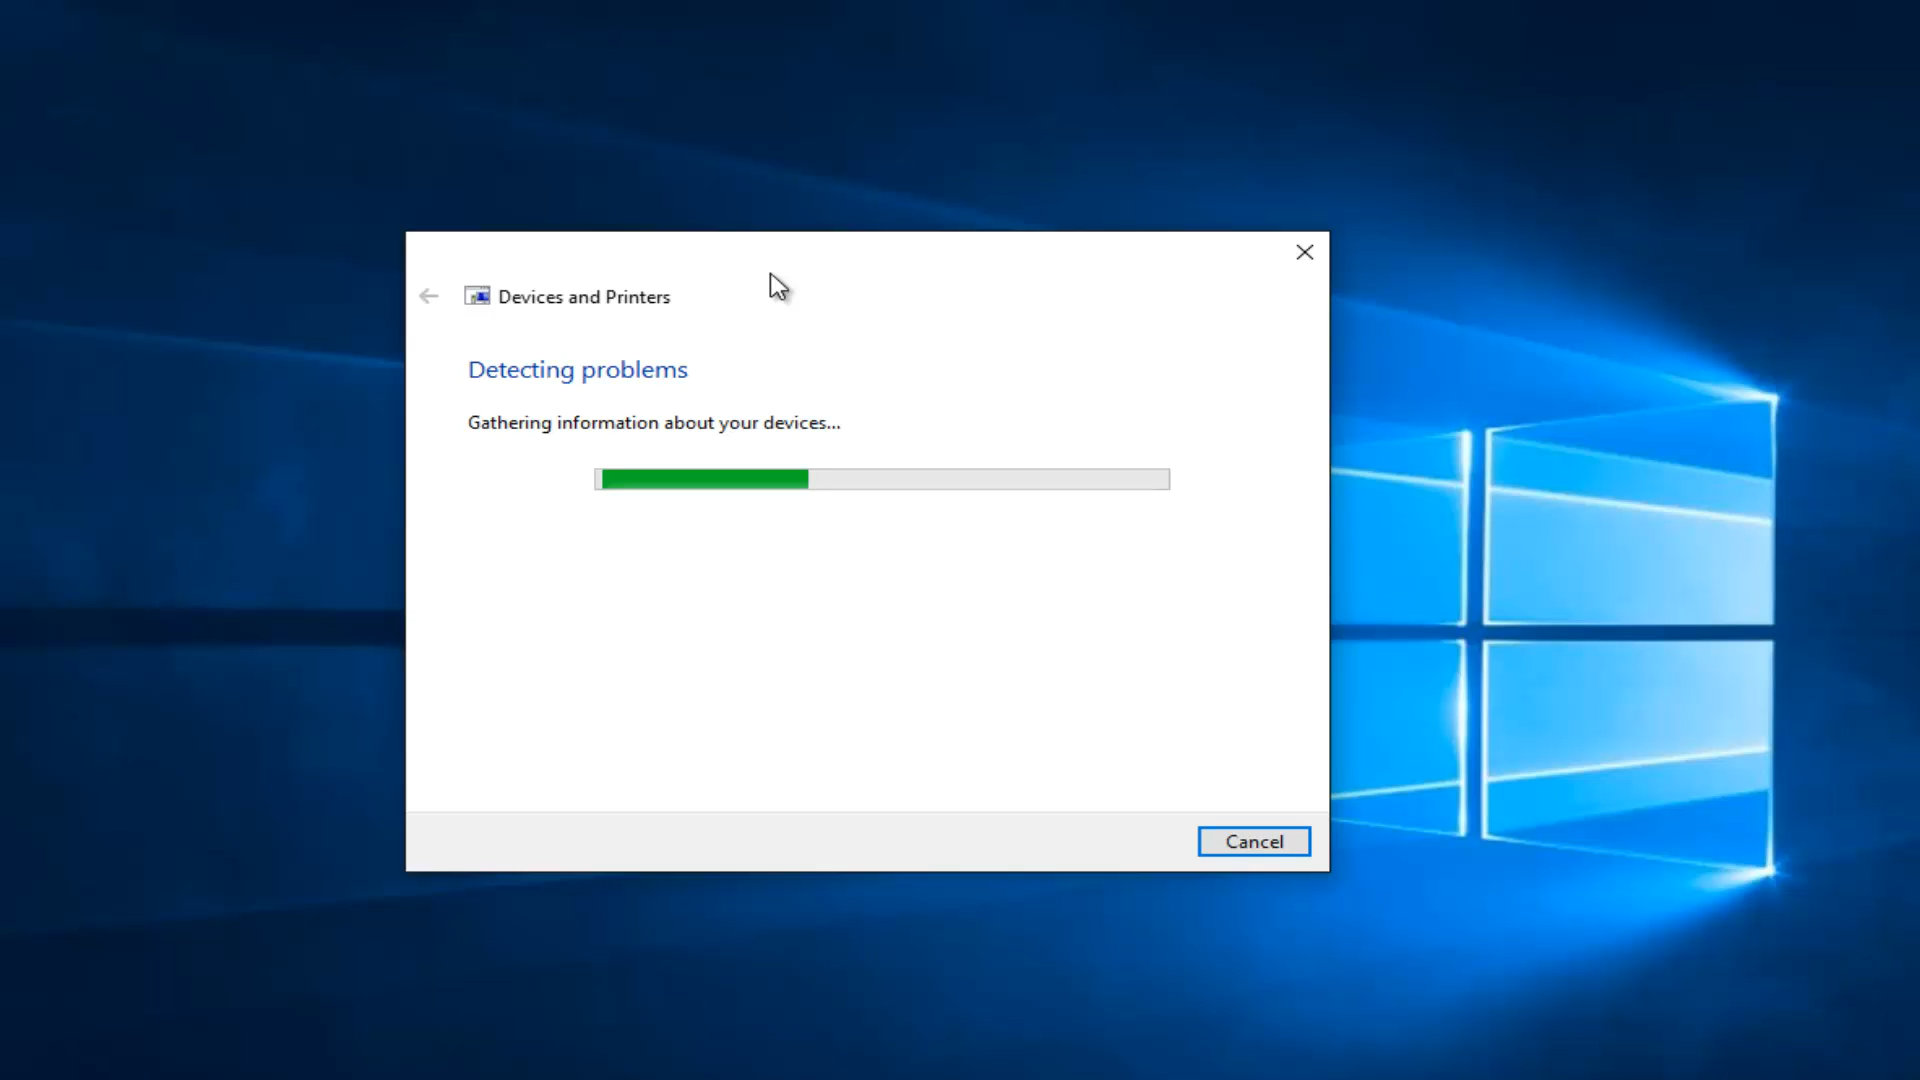 Devices and Printers
Detecting problems
Gathering information about your devices...
Cancel